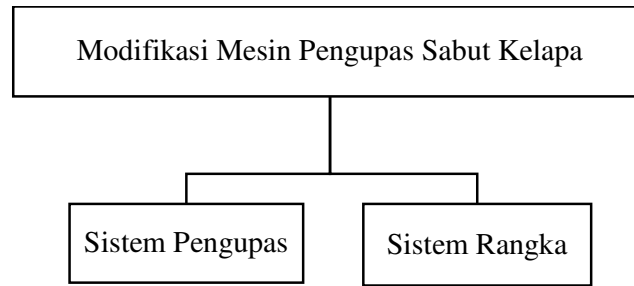 Modifikasi Mesin Pengupas Sabut Kelapa
Sistem Pengupas
Sistem Rangka